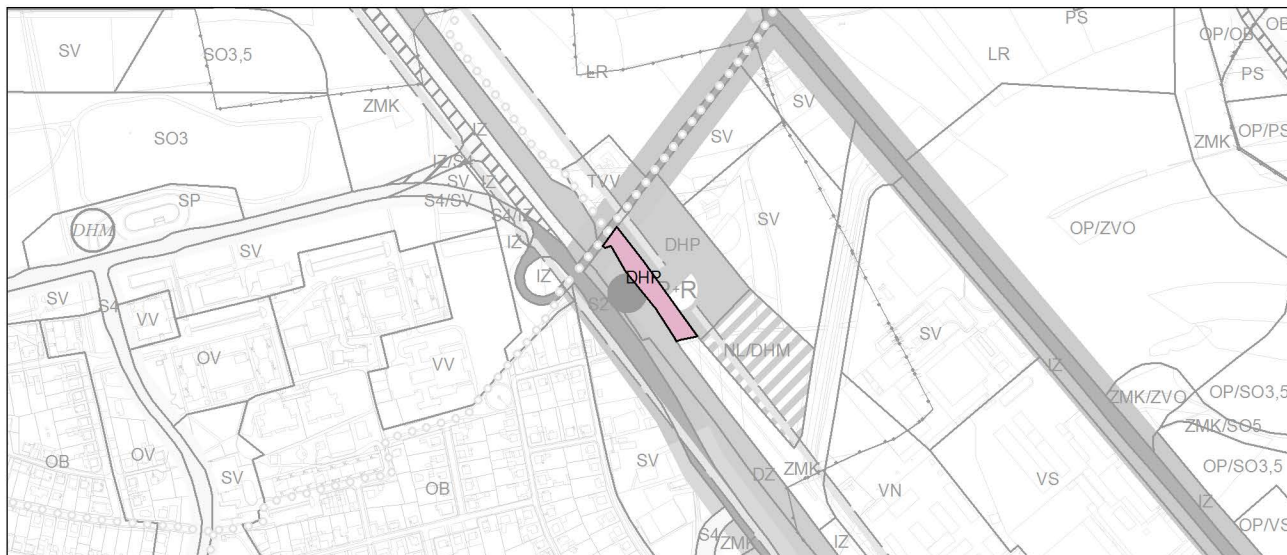 PS
OB
SV
SO3,5
OP/OB
LR
LR
PS
SV
ZMK
OP/PS
IZ
SV
ZMK
SO3
IZ/S4
SV
IZ
TVV
SP
S4/SV
S4/IZ
DHM
SV
OP/ZVO
IZ
SV
DHP
IZ
DHP
SV
R
S4
S2
VV
SV
NL/DHM
OV
VV
IZ
ZMK/ZVO
OP/SO3,5
ZMK/SO5
OB
OV
SV
SV
DZ
ZMK
OP/SO3,5
OB
VN
VS
IZ
S4
ZMK
IZ
OP/VS